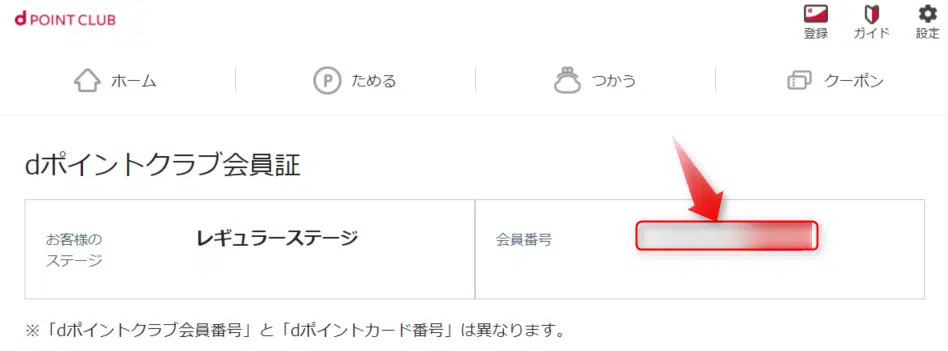 d POINT CLUB
登録 ガイド 設定
ホーム P ためる つかう クーポン
dポイントクラブ会員証
お客様の
ステージ
レギュラーステージ
会員番号
※「dポイントクラブ会員番号」と「dポイントカード番号」は異なります。